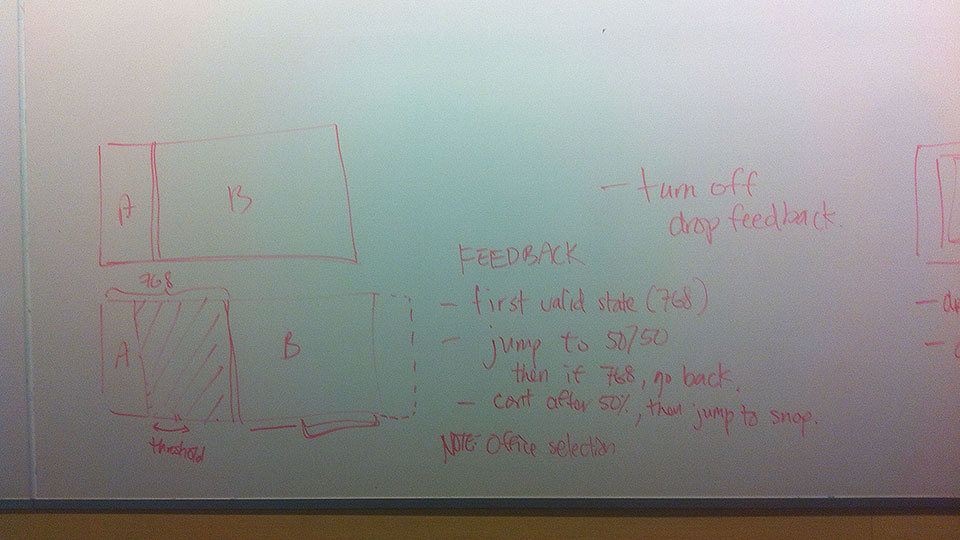 A
B
768
A
B
threshold
- turn off
drop feedback.
FEEDBACK
- first valid state (768)
- jump to 50/50
then if 768, go back.
- cont after 50%, then jump to snap.
NOTE: Office selection